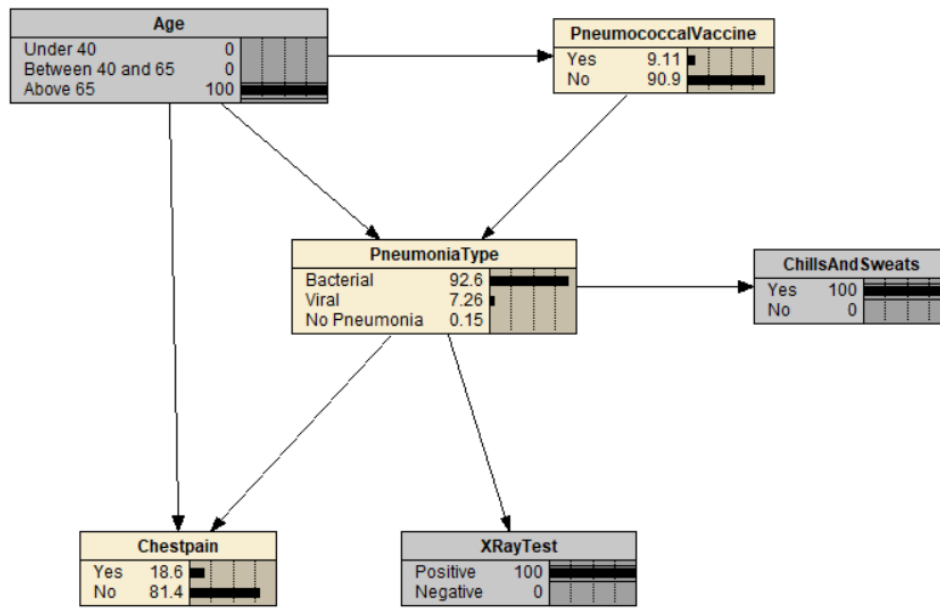 Age
Under 40 0
Between 40 and 65 0
Above 65 100
PneumococcalVaccine
Yes 9.11
No 90.9
PneumoniaType
Bacterial 92.6
Viral 7.26
No Pneumonia 0.15
ChillsAndSweats
Yes 100
No 0
Chestpain
Yes 18.6
No 81.4
XRayTest
Positive 100
Negative 0